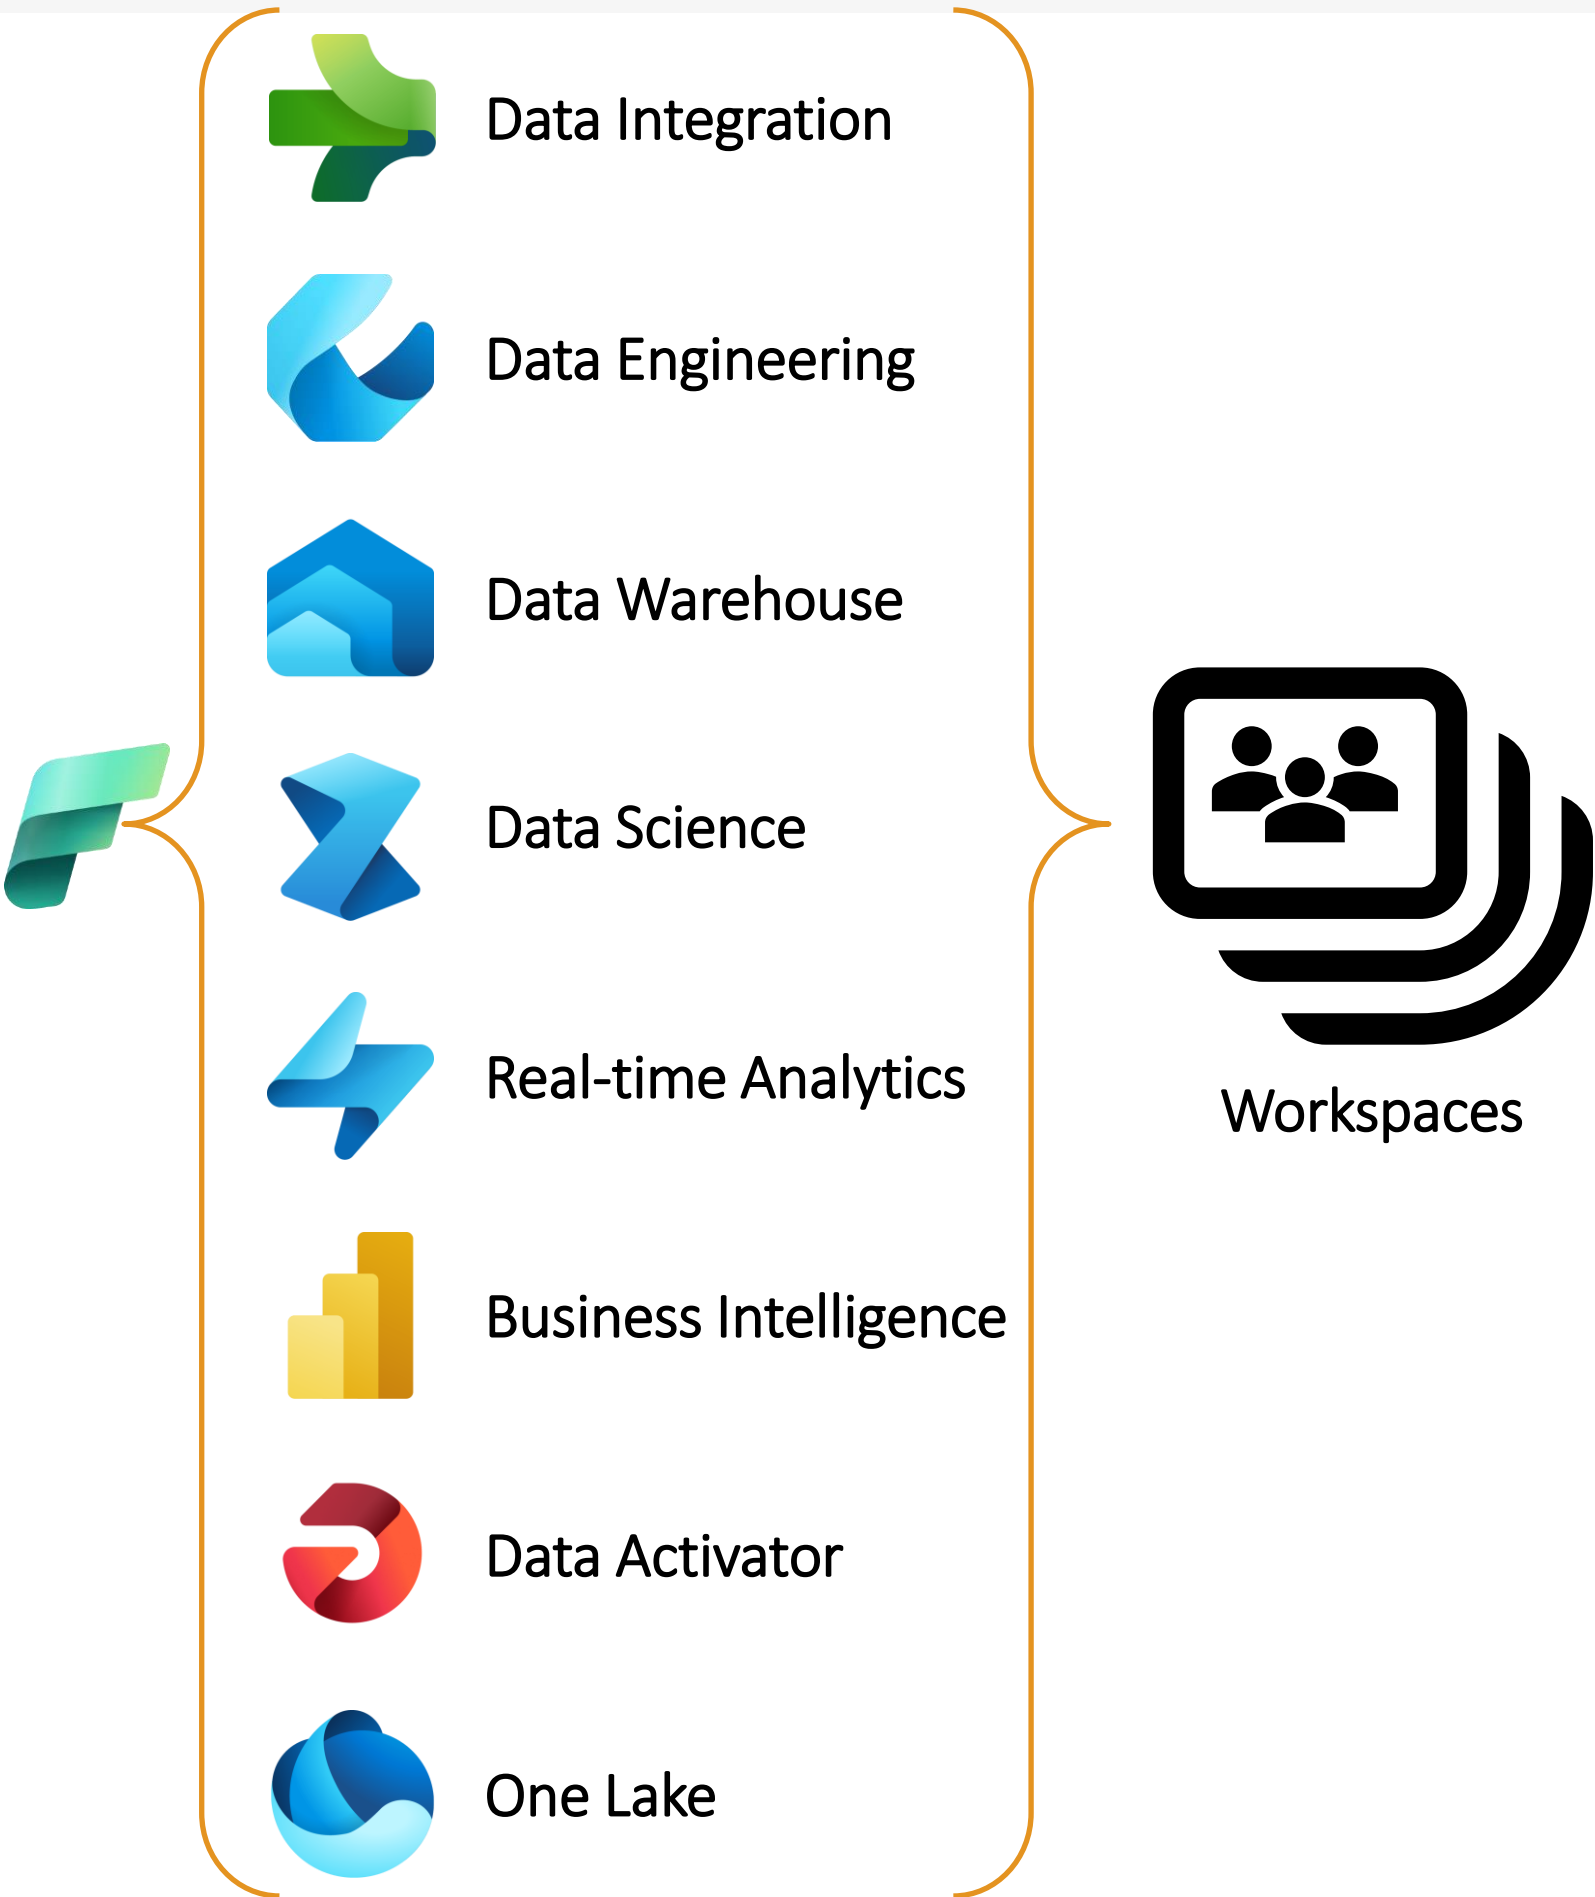 Data Integration
Data Engineering
Data Warehouse
Data Science
Real-time Analytics
Business Intelligence
Data Activator
One Lake
Workspaces